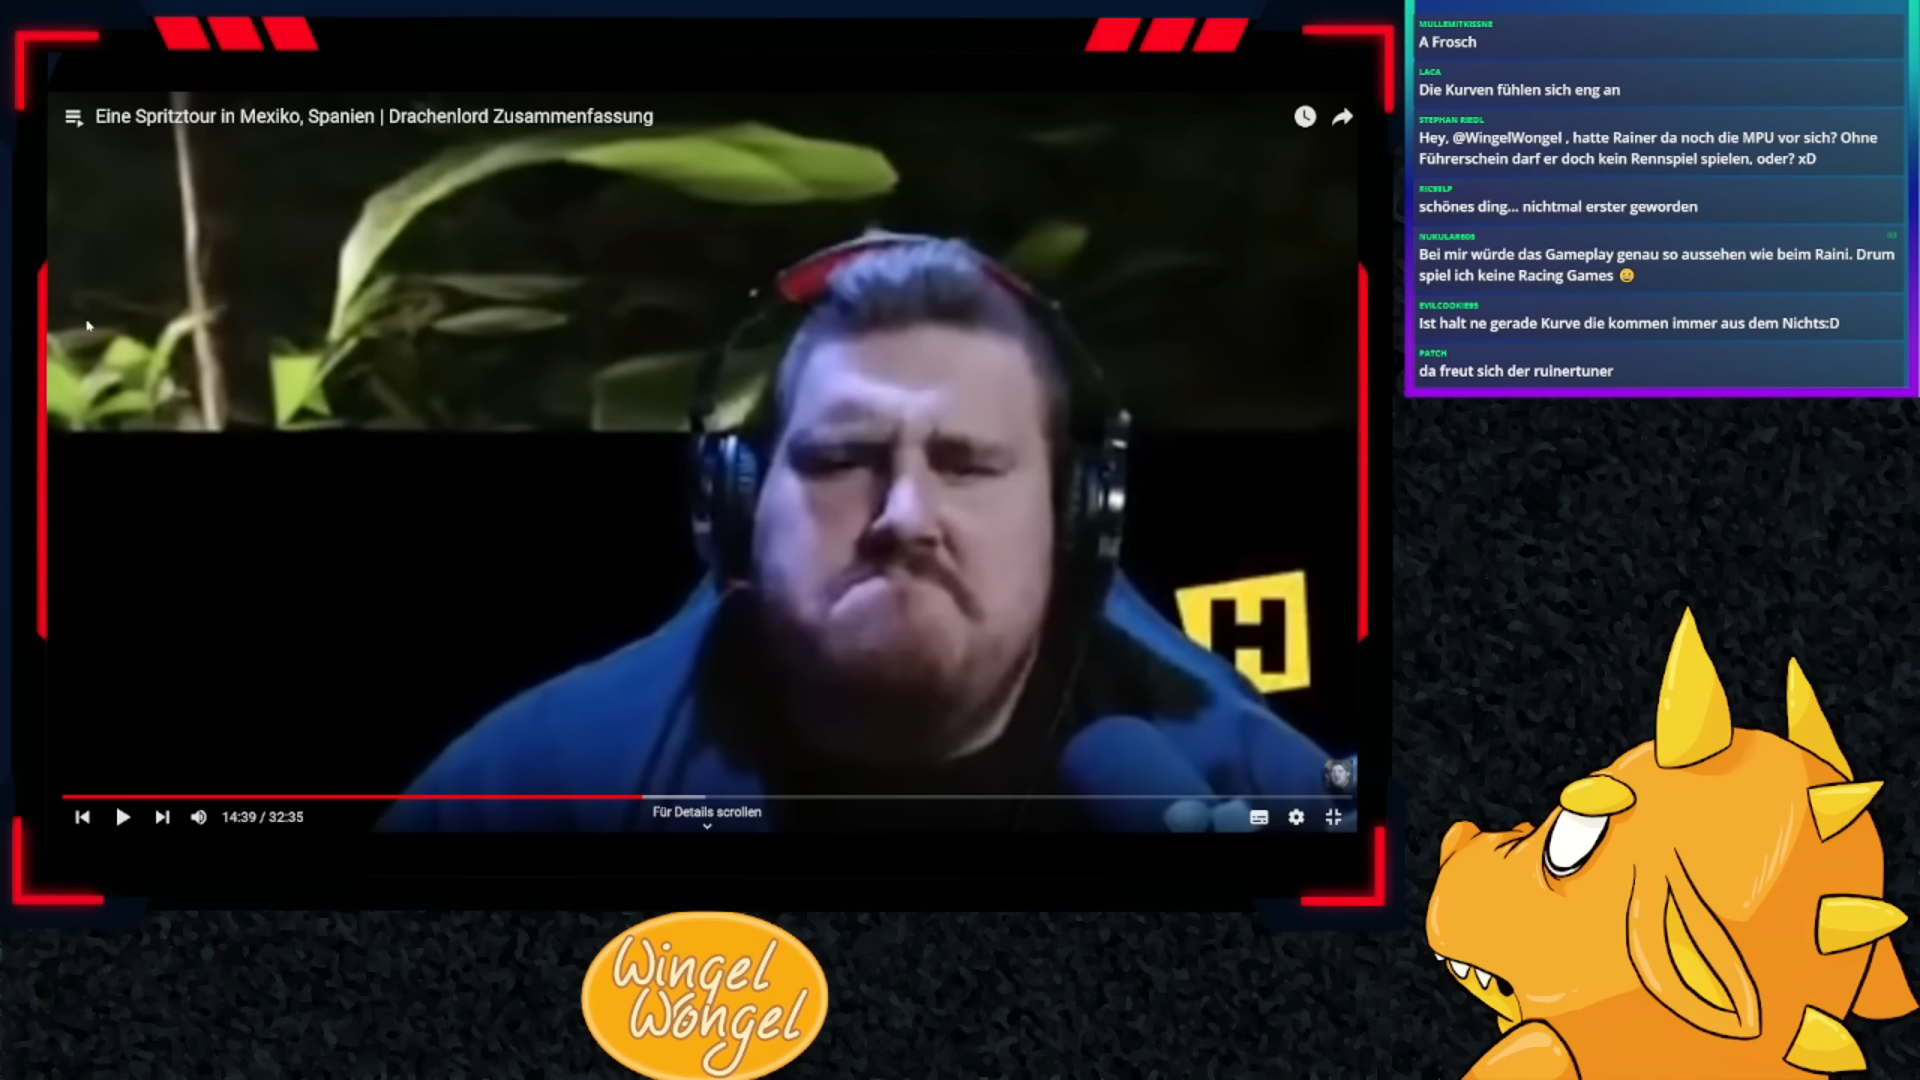 Eine Spritztour in Mexiko, Spanien | Drachenlord Zusammenfassung
H
14:39 / 32:35
Für Details scrollen
MULLEMITKISSNE
A Frosch
LACA
Die Kurven fühlen sich eng an
STEPHAN RIEDL
Hey, @WingelWongel , hatte Rainer da noch die MPU vor sich? Ohne
Führerschein darf er doch kein Rennspiel spielen, oder? xD
RIC98LP
schönes ding... nichtmal erster geworden
NUKULAR606
Bei mir würde das Gameplay genau so aussehen wie beim Raini. Drum
spiel ich keine Racing Games 😀
EVILCOOKIE95
Ist halt ne gerade Kurve die kommen immer aus dem Nichts:D
PATCH
da freut sich der ruinertuner
Wingel
Wongel